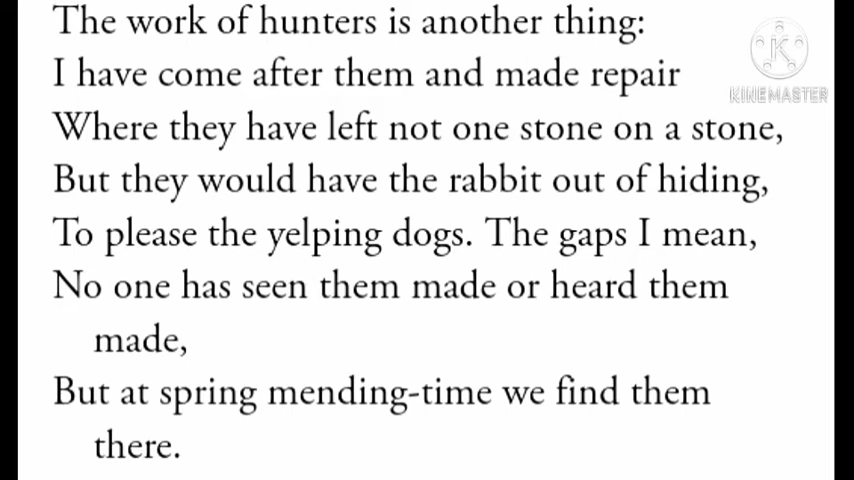 The work of hunters is another thing:
I have come after them and made repair
Where they have left not one stone on a stone,
But they would have the rabbit out of hiding,
To please the yelping dogs. The gaps I mean,
No one has seen them made or heard them
made,
But at spring mending-time we find them
there.
K
KINEMASTER